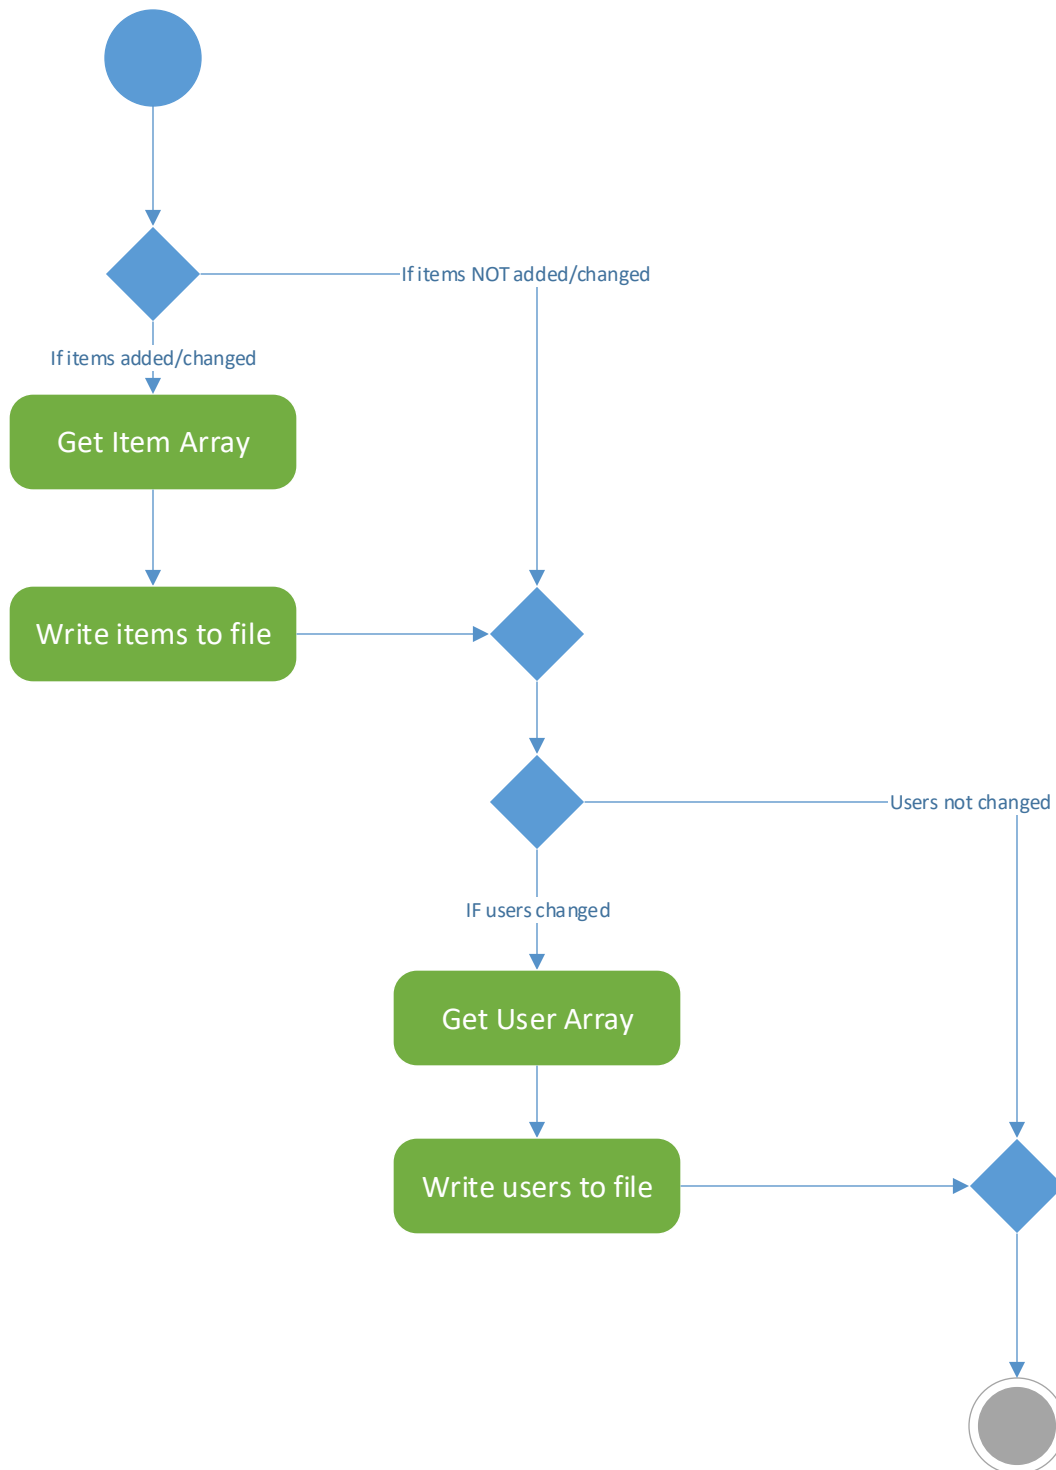 If items NOT added/changed
If items added/changed
Get Item Array
Write items to file
Users not changed
IF users changed
Get User Array
Write users to file